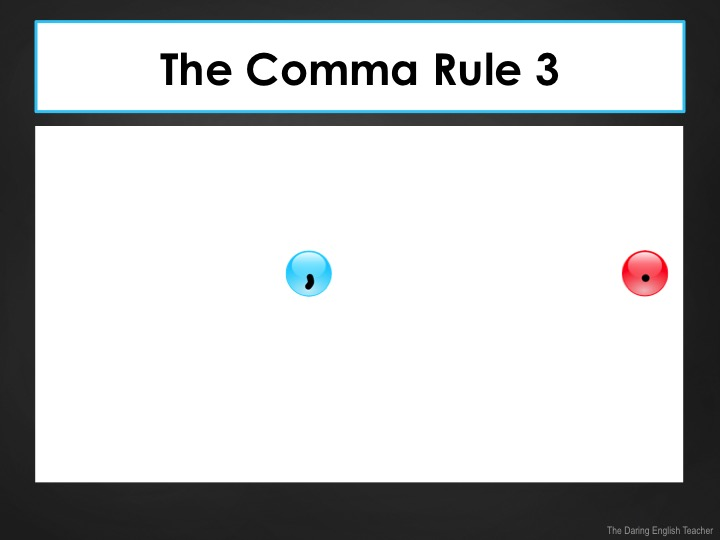 The Comma Rule 3
, .
The Daring English Teacher